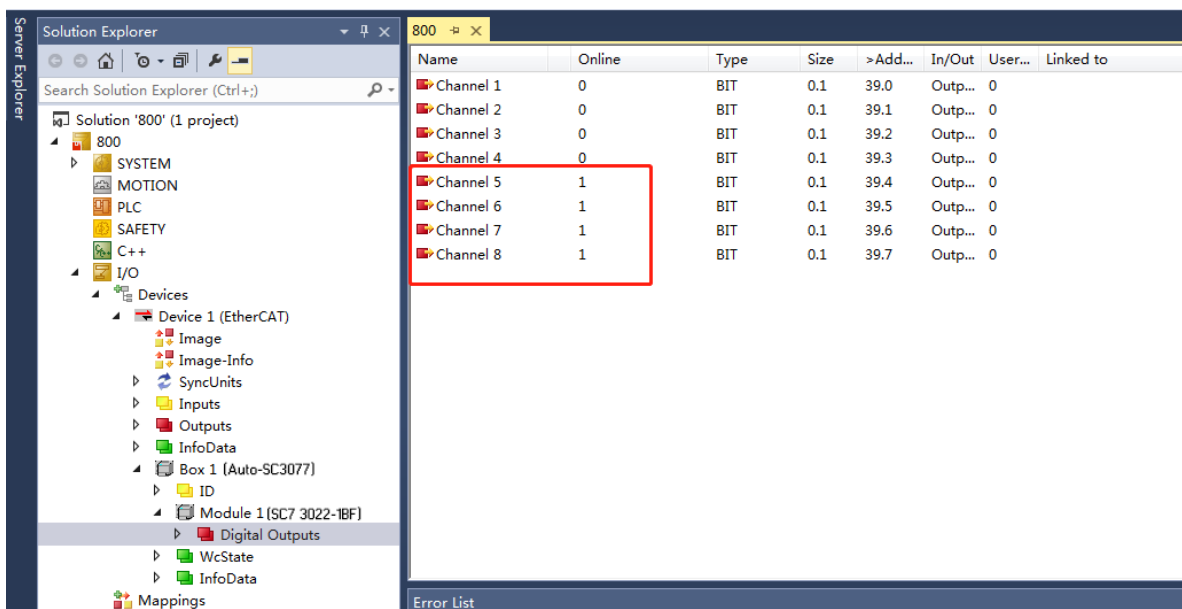 Server Explorer
Solution Explorer
Search Solution Explorer (Ctrl+;)
Solution '800' (1 project)
800
SYSTEM
MOTION
PLC
SAFETY
C++
I/O
Devices
Device 1 (EtherCAT)
Image
Image-Info
SyncUnits
Inputs
Outputs
InfoData
Box 1 (Auto-SC3077)
ID
Module 1(SC7 3022-1BF)
Digital Outputs
WcState
InfoData
Mappings
800
Name Online Type Size >Add... In/Out User... Linked to
Channel 1 0 BIT 0.1 39.0 Outp... 0
Channel 2 0 BIT 0.1 39.1 Outp... 0
Channel 3 0 BIT 0.1 39.2 Outp... 0
Channel 4 0 BIT 0.1 39.3 Outp... 0
Channel 5 1 BIT 0.1 39.4 Outp... 0
Channel 6 1 BIT 0.1 39.5 Outp... 0
Channel 7 1 BIT 0.1 39.6 Outp... 0
Channel 8 1 BIT 0.1 39.7 Outp... 0
Error List